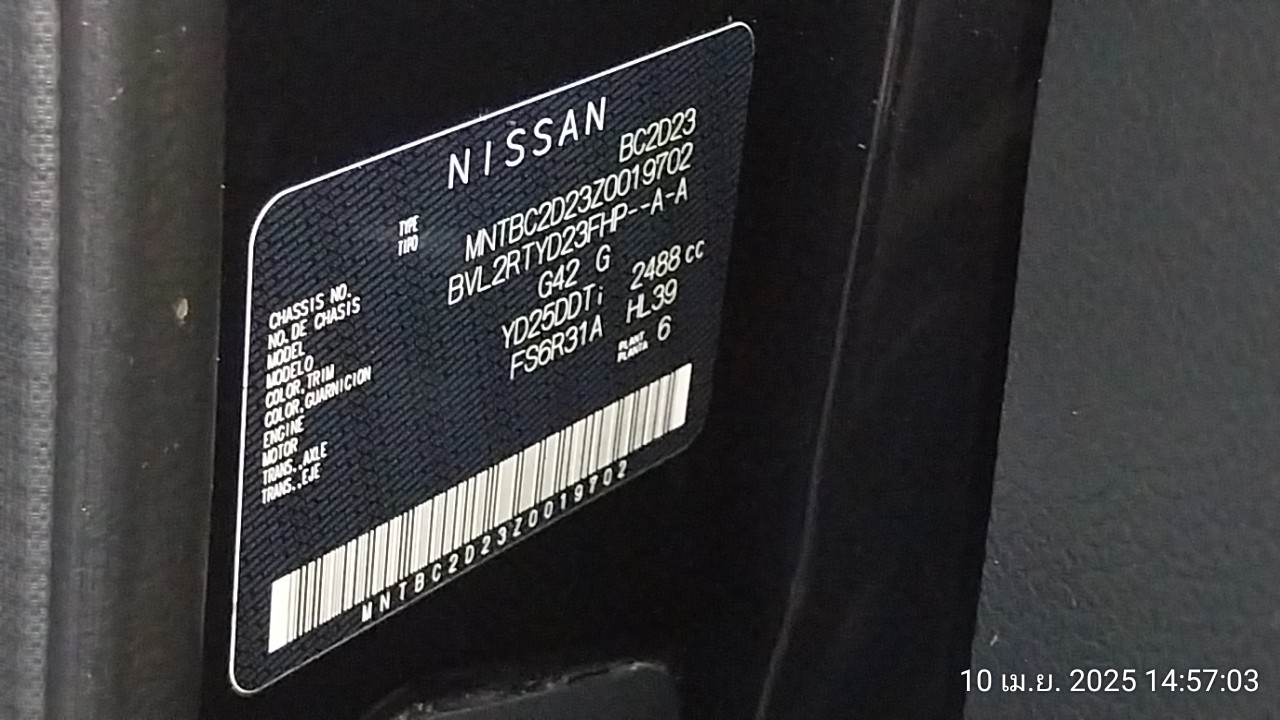 NISSAN
TYPE
TIPO
BC2D23
CHASSIS NO.
NO. DE CHASIS
MNTBC2D23Z0019702
MODEL
MODELO
BVL2RTYD23FHP--A-A
COLOR, TRIM
COLOR, GUARNICION
G42 G
ENGINE
MOTOR
YD25DDTi 2488 cc
TRANS., AXLE
TRANS., EJE
FS6R31A HL39
PLANT
PLANTA
6
MNTBC2D23Z0019702
10 เม.ย. 2025 14:57:03